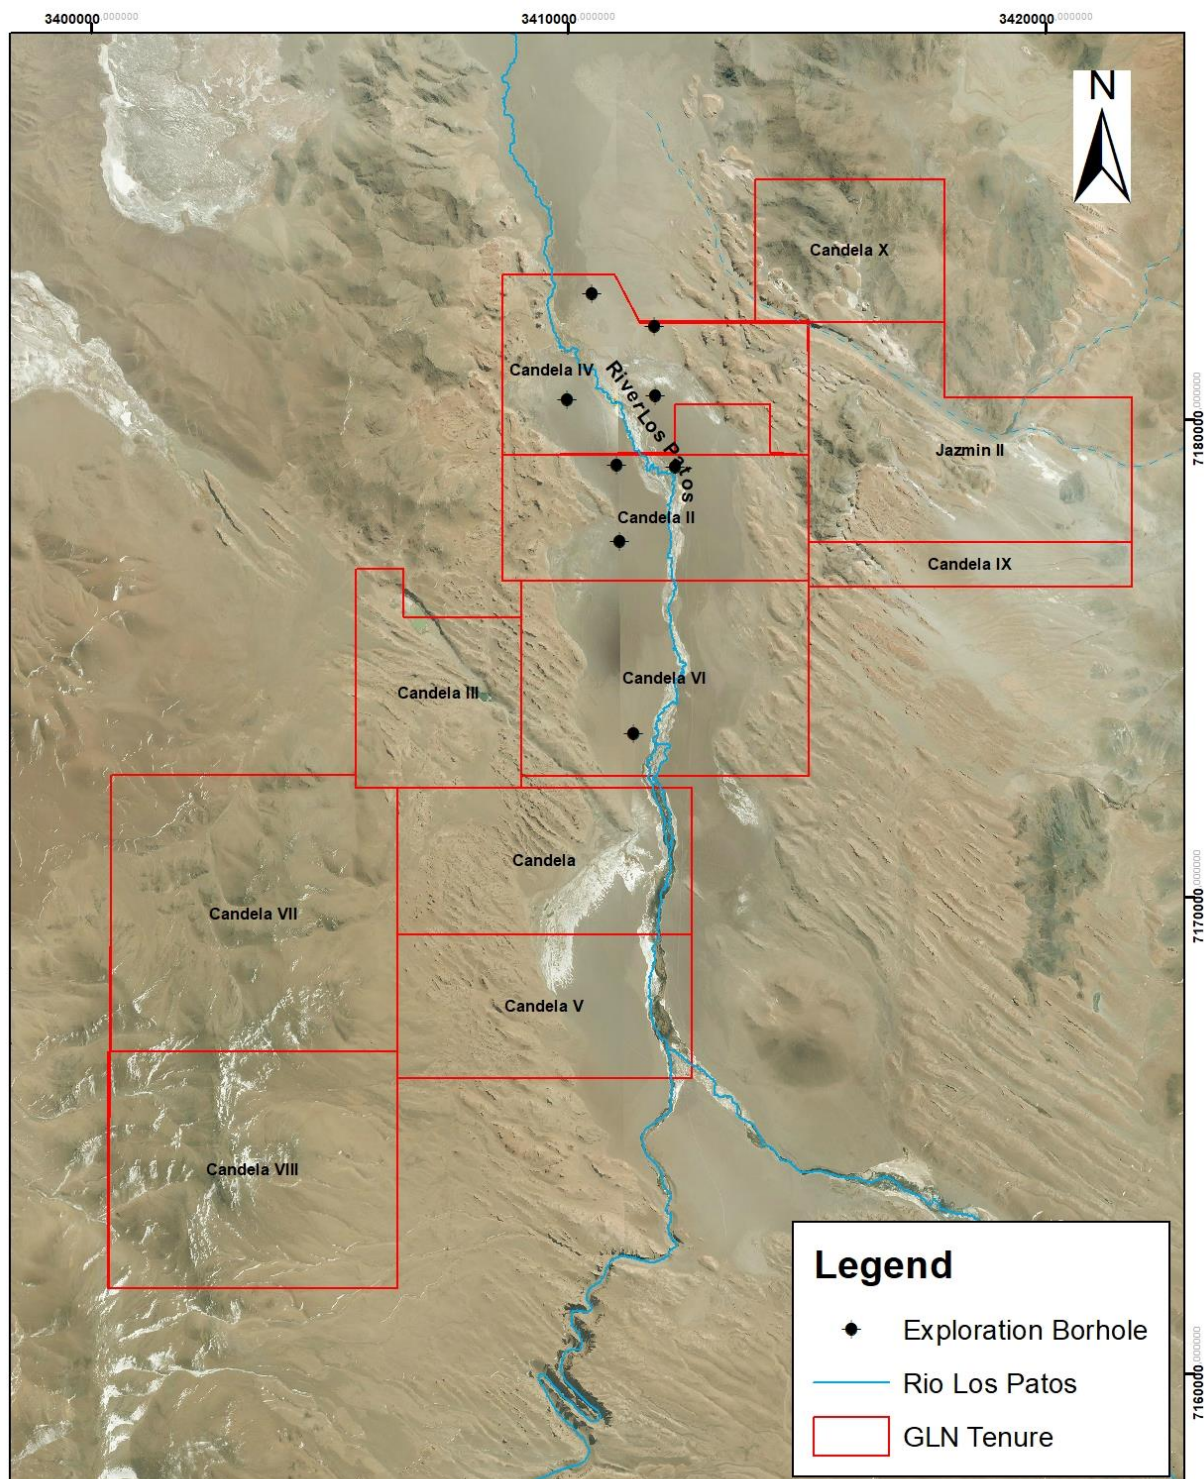 3400000.000000
3410000.000000
3420000.000000
N
Candela X
Candela IV
River Los Patos
7180000.000000
Jazmin II
Candela II
Candela IX
Candela VI
Candela III
Candela
7170000.000000
Candela VII
Candela V
Candela VIII
Legend
Exploration Borhole
Rio Los Patos
GLN Tenure
7160000.000000